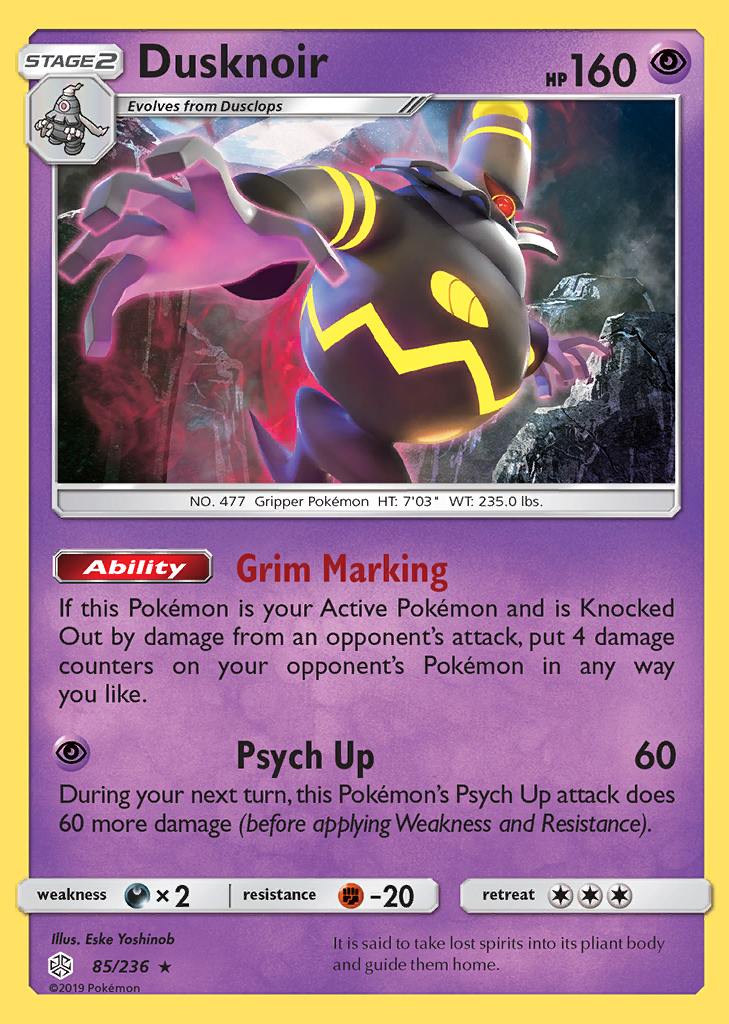 STAGE2
Dusknoir
HP160
Evolves from Dusclops
NO. 477 Gripper Pokémon HT: 7'03" WT: 235.0 lbs.
Ability Grim Marking
If this Pokémon is your Active Pokémon and is Knocked
Out by damage from an opponent's attack, put 4 damage
counters on your opponent's Pokémon in any way
you like.
Psych Up 60
During your next turn, this Pokémon's Psych Up attack does
60 more damage (before applying Weakness and Resistance).
weakness ×2 resistance -20 retreat
Illus. Eske Yoshinob
85/236
©2019 Pokémon
It is said to take lost spirits into its pliant body
and guide them home.